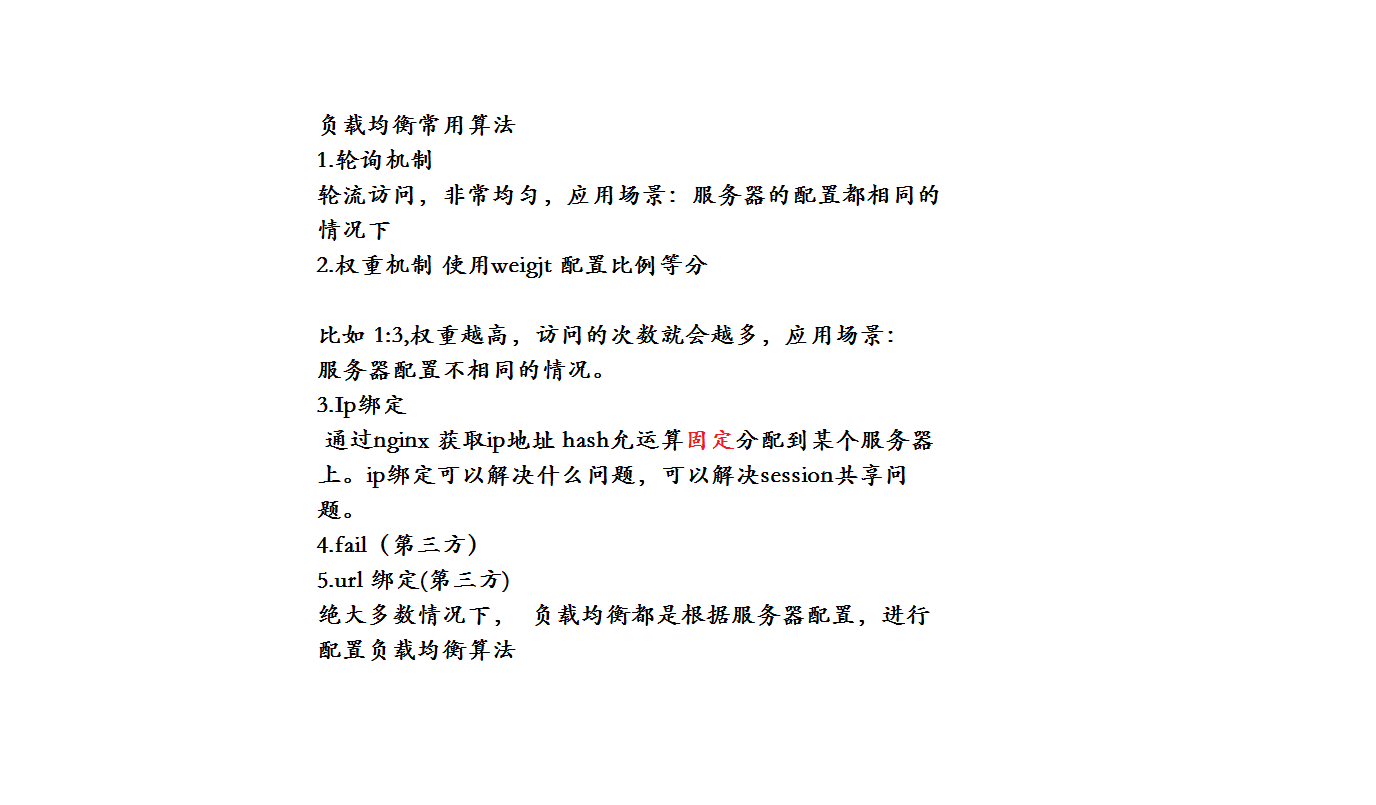 负载均衡常用算法
1.轮询机制
轮流访问，非常均匀，应用场景：服务器的配置都相同的
情况下
2.权重机制 使用weigjt 配置比例等分
比如 1:3,权重越高，访问的次数就会越多，应用场景：
服务器配置不相同的情况。
3.Ip绑定
通过nginx 获取ip地址 hash允运算固定分配到某个服务器
上。ip绑定可以解决什么问题，可以解决session共享问
题。
4.fail（第三方）
5.url 绑定(第三方)
绝大多数情况下， 负载均衡都是根据服务器配置，进行
配置负载均衡算法